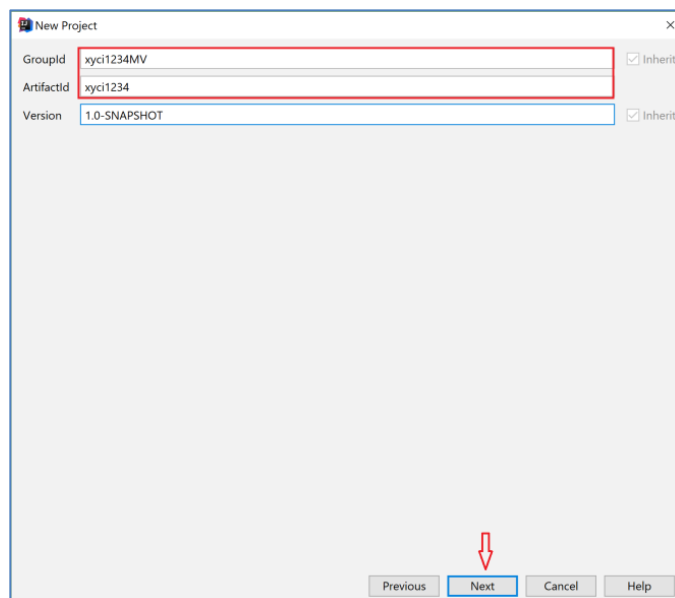 New Project
GroupId xyci1234MV Inherit
ArtifactId xyci1234
Version 1.0-SNAPSHOT Inherit
Previous Next Cancel Help